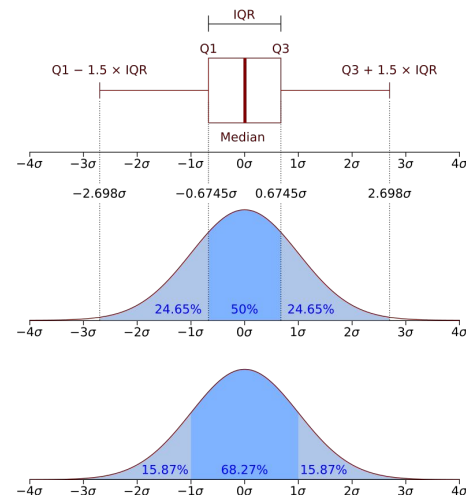 IQR
Q1 Q3
Q1 − 1.5 × IQR Q3 + 1.5 × IQR
Median
−4σ −3σ −2σ −1σ 0σ 1σ 2σ 3σ 4σ
−2.698σ −0.6745σ 0.6745σ 2.698σ
24.65% 50% 24.65%
−4σ −3σ −2σ −1σ 0σ 1σ 2σ 3σ 4σ
15.87% 68.27% 15.87%
−4σ −3σ −2σ −1σ 0σ 1σ 2σ 3σ 4σ